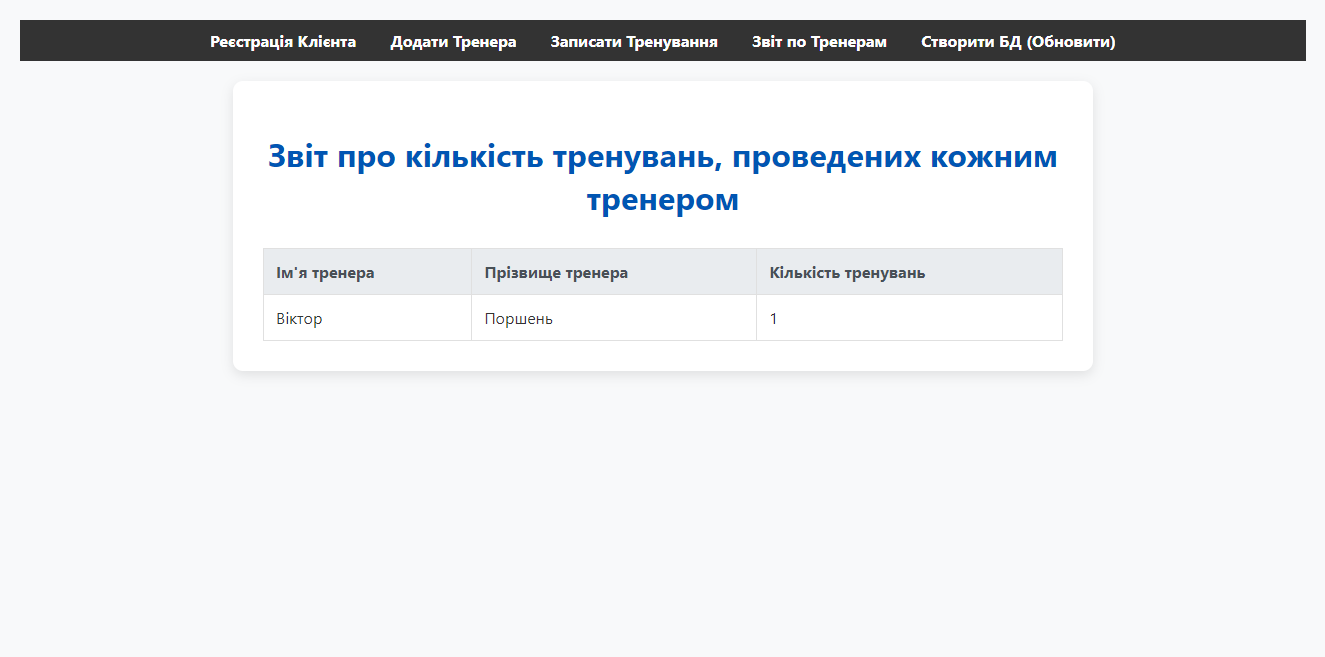 Реєстрація Клієнта Додати Тренера Записати Тренування Звіт по Тренерам Створити БД (Обновити)
Звіт про кількість тренувань, проведених кожним
тренером
Ім'я тренера Прізвище тренера Кількість тренувань
Віктор Поршень 1